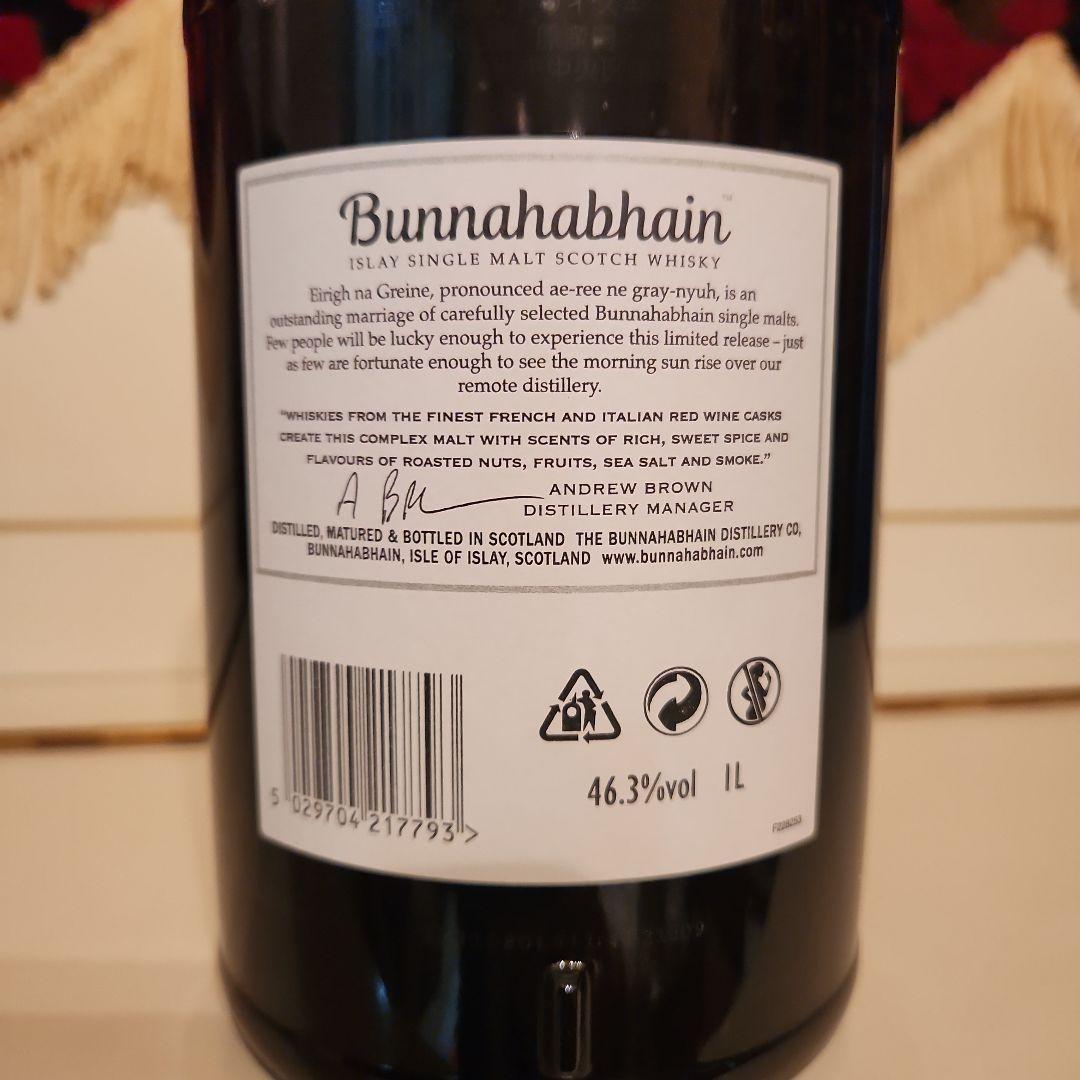 Bunnahabhain™
ISLAY SINGLE MALT SCOTCH WHISKY
Eirigh na Greine, pronounced ae-ree ne gray-nyuh, is an
outstanding marriage of carefully selected Bunnahabhain single malts.
Few people will be lucky enough to experience this limited release – just
as few are fortunate enough to see the morning sun rise over our
remote distillery.
"WHISKIES FROM THE FINEST FRENCH AND ITALIAN RED WINE CASKS
CREATE THIS COMPLEX MALT WITH SCENTS OF RICH, SWEET SPICE AND
FLAVOURS OF ROASTED NUTS, FRUITS, SEA SALT AND SMOKE."
ANDREW BROWN
DISTILLERY MANAGER
DISTILLED, MATURED & BOTTLED IN SCOTLAND THE BUNNAHABHAIN DISTILLERY CO,
BUNNAHABHAIN, ISLE OF ISLAY, SCOTLAND www.bunnahabhain.com
46.3%vol 1L
5 029704 217793 >
F228253